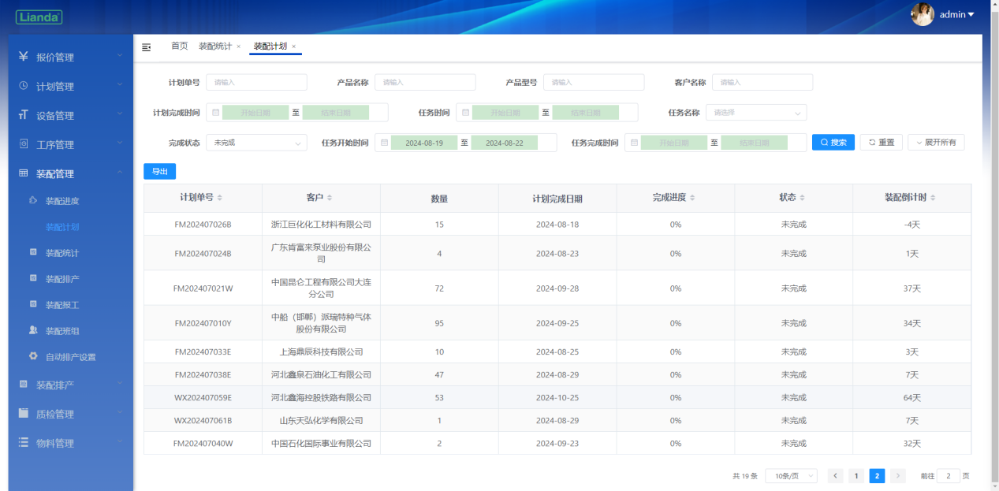 Lianda
admin
报价管理
计划管理
设备管理
工序管理
装配管理
装配进度
装配计划
装配统计
装配排产
装配报工
装配班组
自动排产设置
装配排产
质检管理
物料管理
首页 装配统计 × 装配计划 ×
计划单号 请输入 产品名称 请输入 产品型号 请输入 客户名称 请输入
计划完成时间 开始日期 至 结束日期 任务时间 开始日期 至 结束日期 任务名称 请选择
完成状态 未完成 任务开始时间 2024-08-19 至 2024-08-22 任务完成时间 开始日期 至 结束日期 搜索 重置 展开所有
导出
计划单号 客户 数量 计划完成日期 完成进度 状态 装配倒计时
FM202407026B 浙江巨化化工材料有限公司 15 2024-08-18 0% 未完成 -4天
FM202407024B 广东肯富来泵业股份有限公
司 4 2024-08-23 0% 未完成 1天
FM202407021W 中国昆仑工程有限公司大连
分公司 72 2024-09-28 0% 未完成 37天
FM202407010Y 中船（邯郸）派瑞特种气体
股份有限公司 95 2024-09-25 0% 未完成 34天
FM202407033E 上海鼎辰科技有限公司 10 2024-08-25 0% 未完成 3天
FM202407038E 河北鑫泉石油化工有限公司 47 2024-08-29 0% 未完成 7天
WX202407059E 河北鑫海控股铁路有限公司 53 2024-10-25 0% 未完成 64天
WX202407061B 山东天弘化学有限公司 1 2024-08-29 0% 未完成 7天
FM202407040W 中国石化国际事业有限公司 2 2024-09-23 0% 未完成 32天
共 19 条 10条/页 1 2 前往 2 页